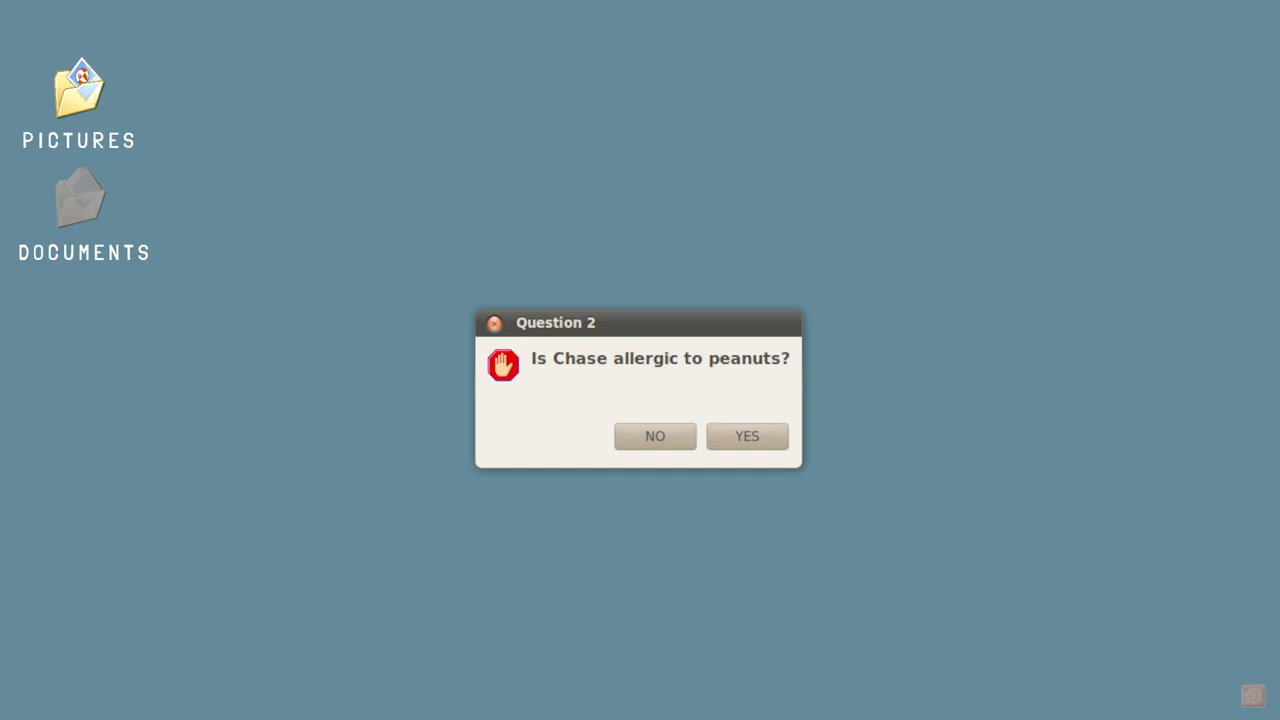 PICTURES
DOCUMENTS
Question 2
Is Chase allergic to peanuts?
NO YES